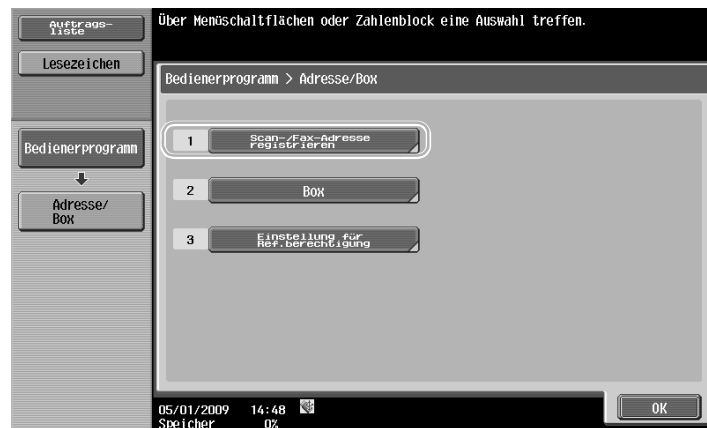 Auftrags-
liste
Über Menüschaltflächen oder Zahlenblock eine Auswahl treffen.
Lesezeichen
Bedienerprogramm > Adresse/Box
Bedienerprogramm
Adresse/
Box
1 Scan-/Fax-Adresse
registrieren
2 Box
3 Einstellung für
Ref.berechtigung
05/01/2009 14:48
Speicher 0%
OK